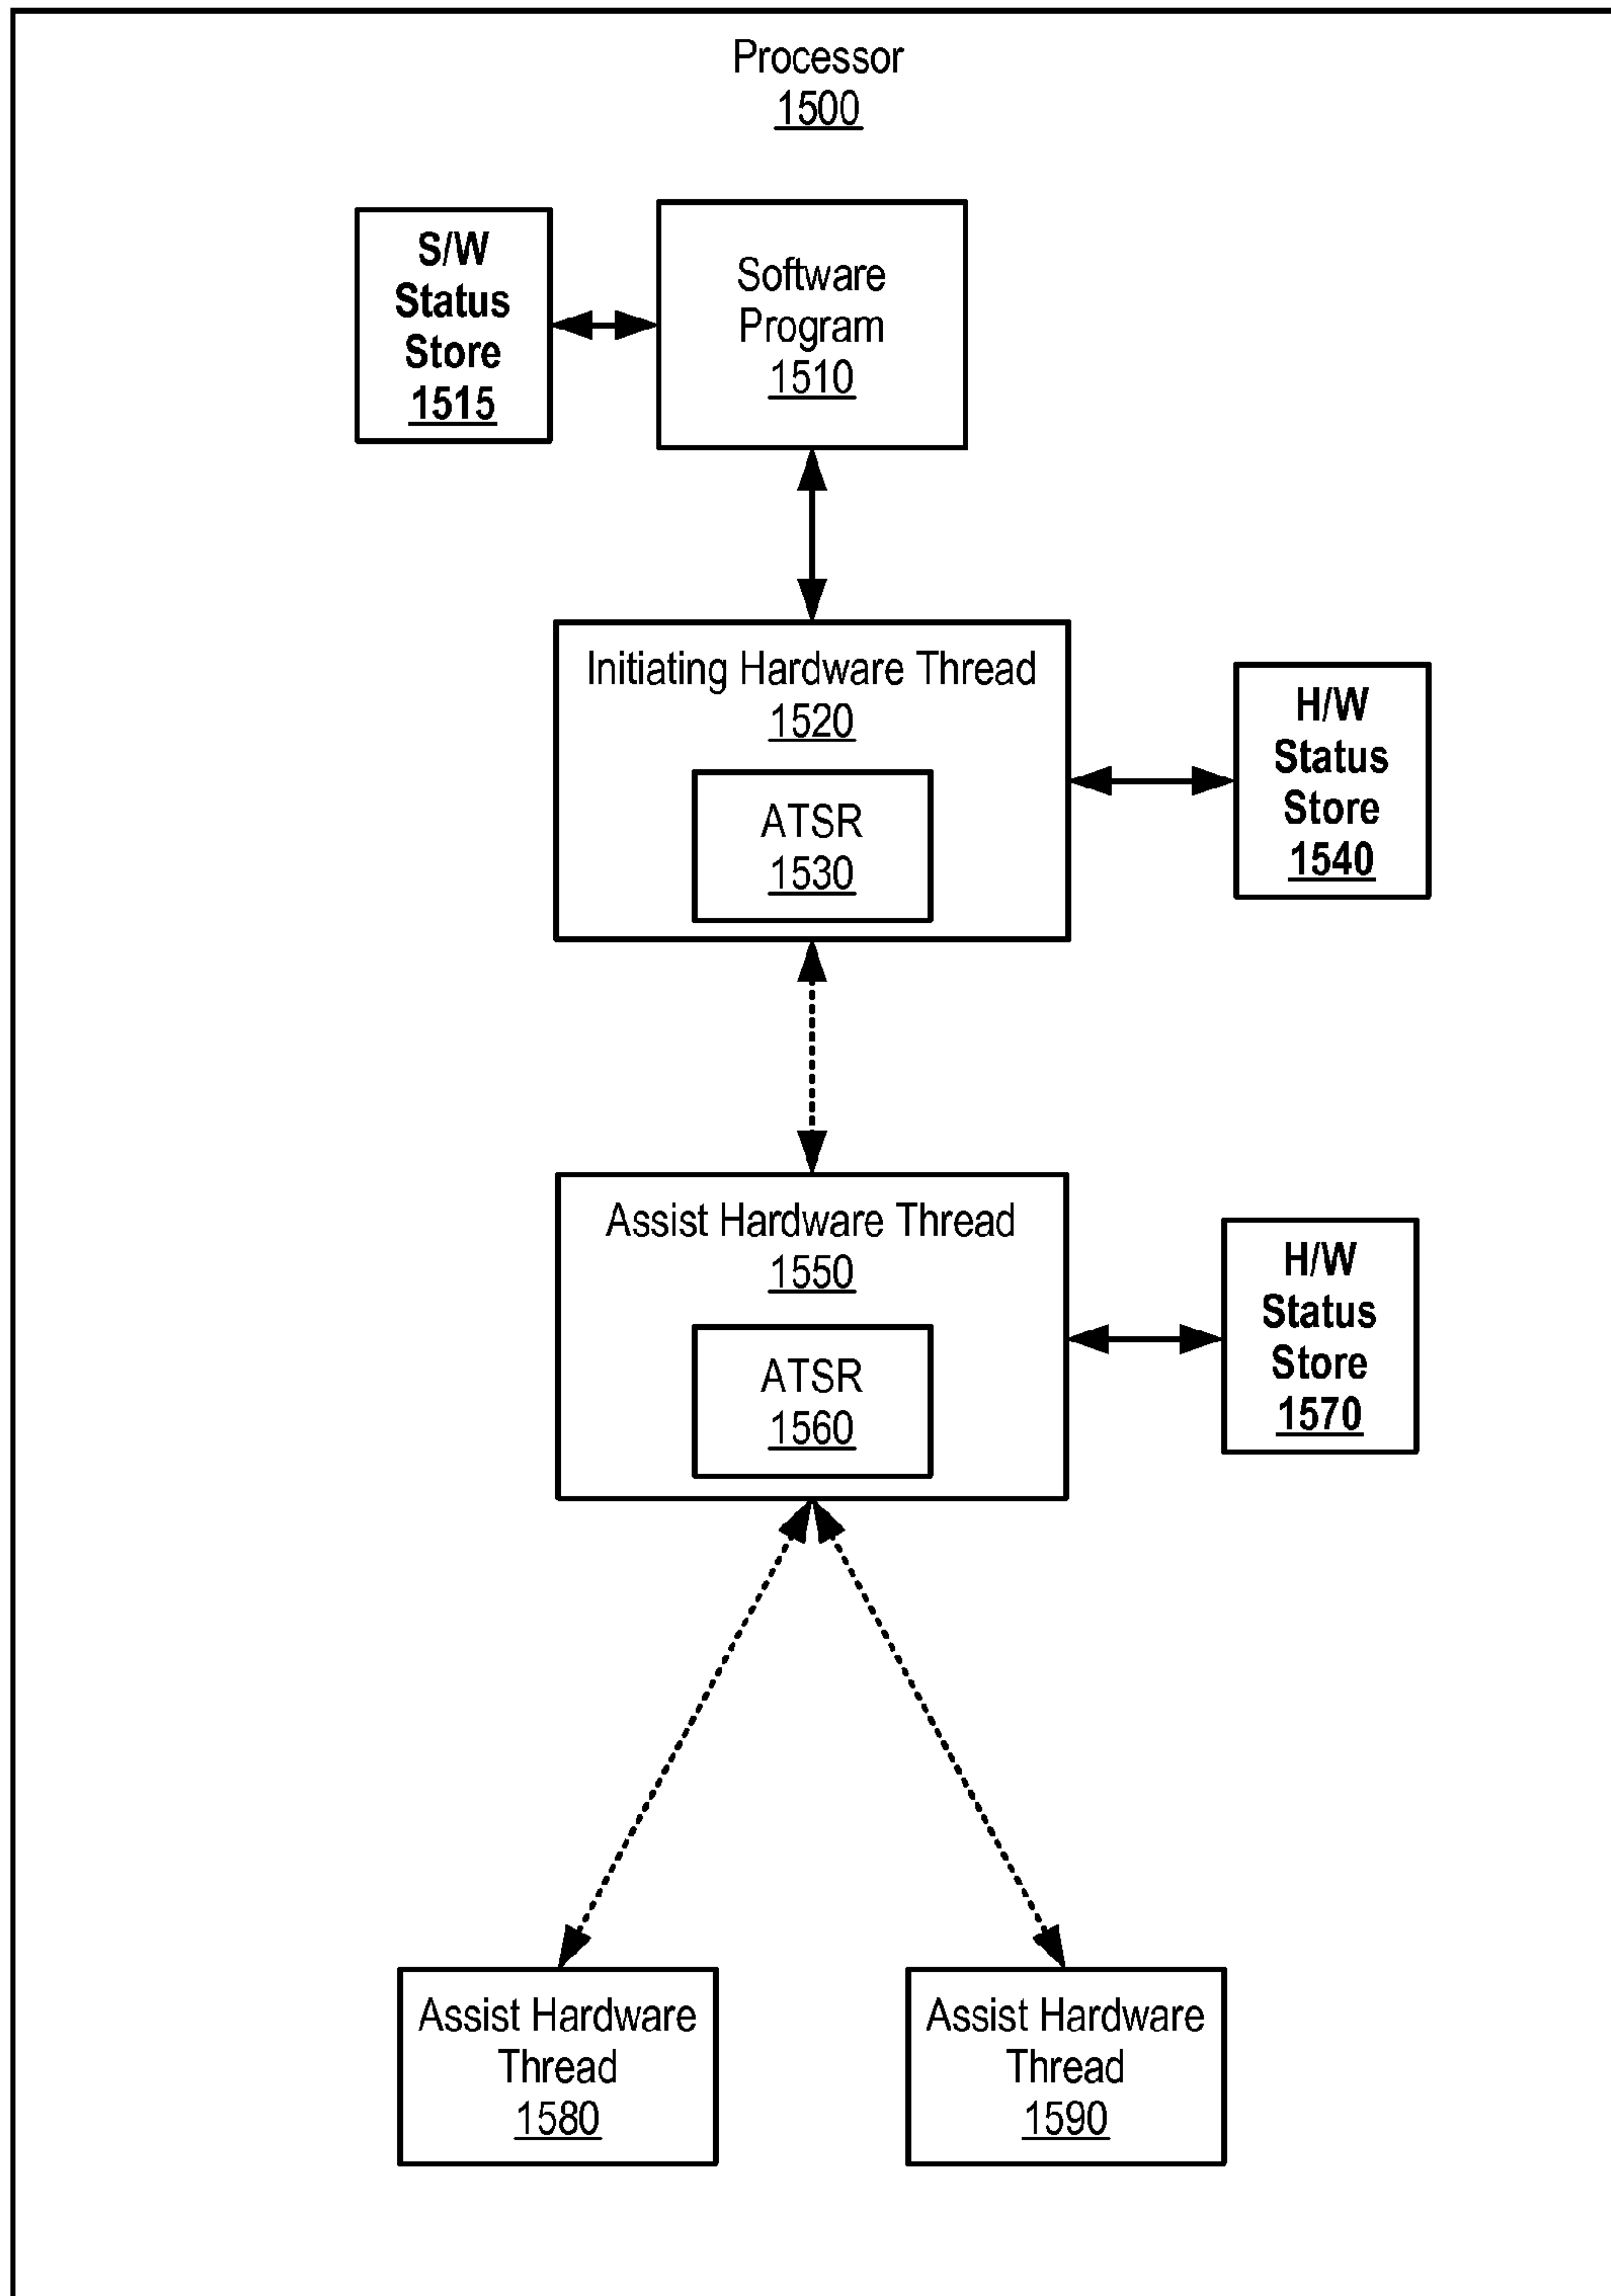 Processor
1500
S/W
Status
Store
1515
Software
Program
1510
Initiating Hardware Thread
1520
ATSR
1530
H/W
Status
Store
1540
Assist Hardware Thread
1550
ATSR
1560
H/W
Status
Store
1570
Assist Hardware
Thread
1580
Assist Hardware
Thread
1590